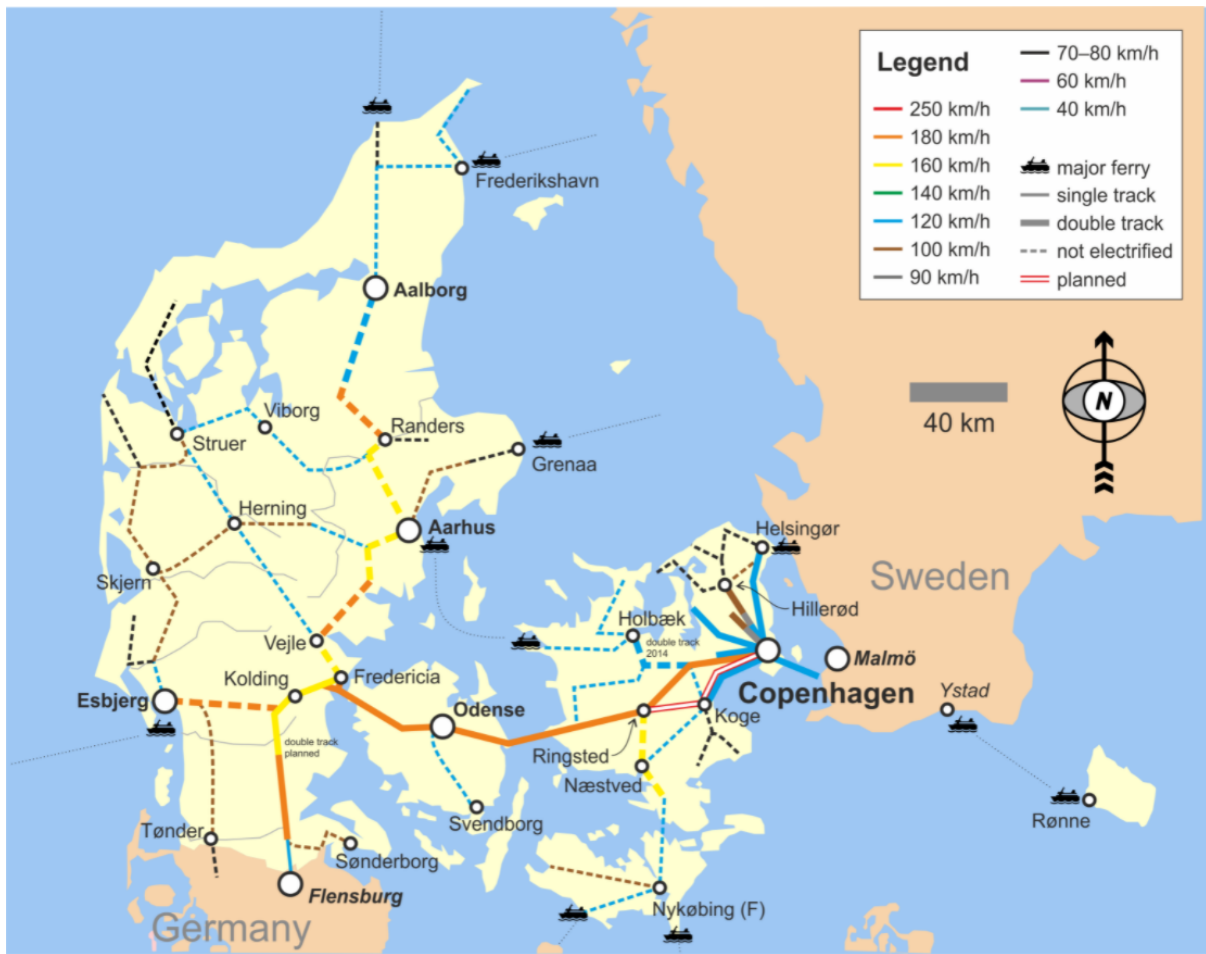 Legend
250 km/h
180 km/h
160 km/h
140 km/h
120 km/h
100 km/h
90 km/h
70–80 km/h
60 km/h
40 km/h
major ferry
single track
double track
not electrified
planned
N
40 km
Frederikshavn
Aalborg
Viborg
Randers
Struer
Grenaa
Herning
Aarhus
Helsingør
Skjern
Sweden
Hillerød
Holbæk
Vejle
double track
2014
Malmö
Kolding
Fredericia
Copenhagen
Esbjerg
Odense
Ystad
Koge
double track
planned
Ringsted
Næstved
Svendborg
Rønne
Tønder
Sønderborg
Flensburg
Nykøbing (F)
Germany